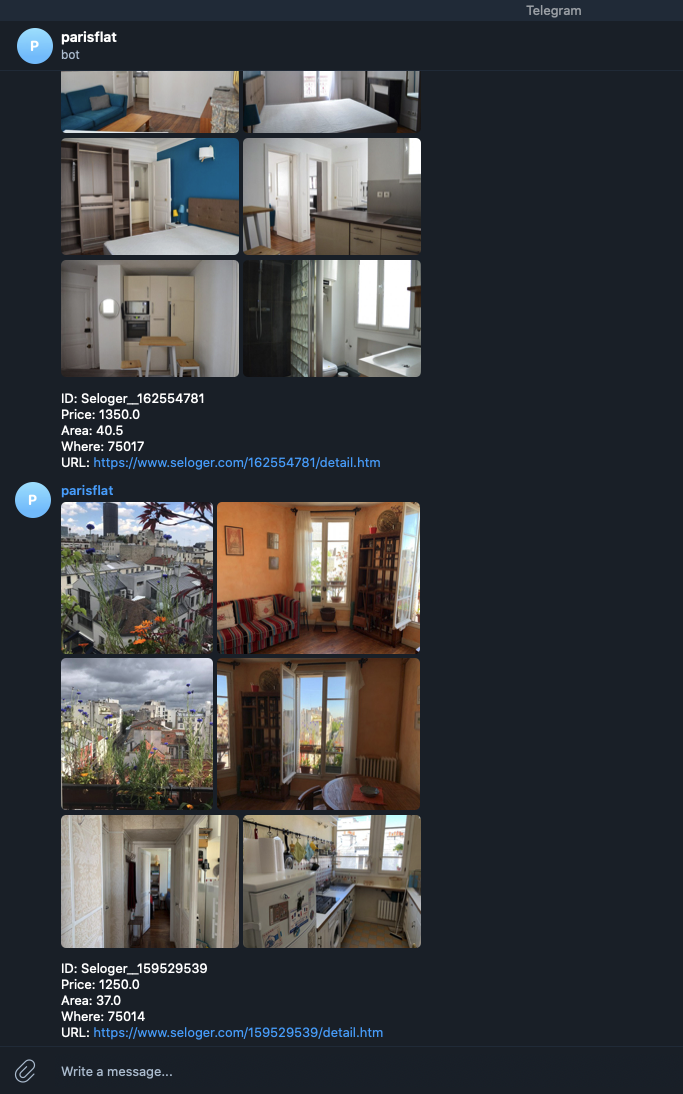 Telegram
P
parisflat
bot
ID: Seloger__162554781
Price: 1350.0
Area: 40.5
Where: 75017
URL: https://www.seloger.com/162554781/detail.htm
P
parisflat
ID: Seloger__159529539
Price: 1250.0
Area: 37.0
Where: 75014
URL: https://www.seloger.com/159529539/detail.htm
Write a message...